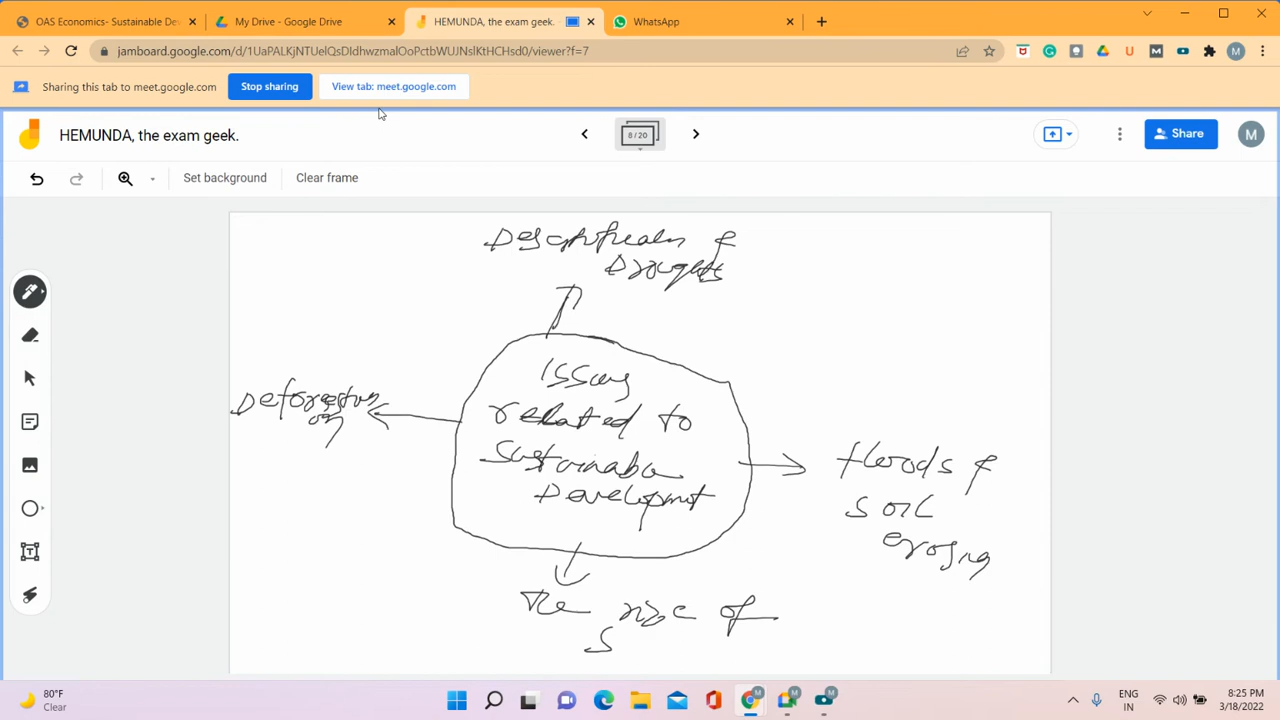 OAS Economics- Sustainable De
My Drive - Google Drive
HEMUNDA, the exam geek.
WhatsApp
jamboard.google.com/d/1UaPALKjNTUelQsDldhwzmalOoPctbWUJNslKtHCHsd0/viewer?f=7
Sharing this tab to meet.google.com
Stop sharing
View tab: meet.google.com
HEMUNDA, the exam geek.
8 / 20
Share
M
Set background
Clear frame
&
Droughts
Issues
related to
Sustainable
Development
Deforestation
floods &
soil
erosing
The rise of
S
80°F
Clear
ENG
IN
8:25 PM
3/18/2022